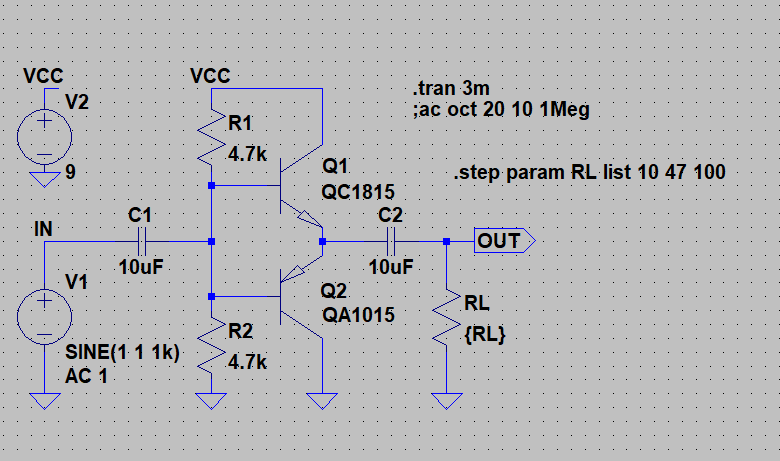 VCC
V2
9
VCC
R1
4.7k
Q1
QC1815
.tran 3m
;ac oct 20 10 1Meg
.step param RL list 10 47 100
IN
C1
10uF
C2
10uF
OUT
V1
SINE(1 1 1k)
AC 1
R2
4.7k
Q2
QA1015
RL
{RL}